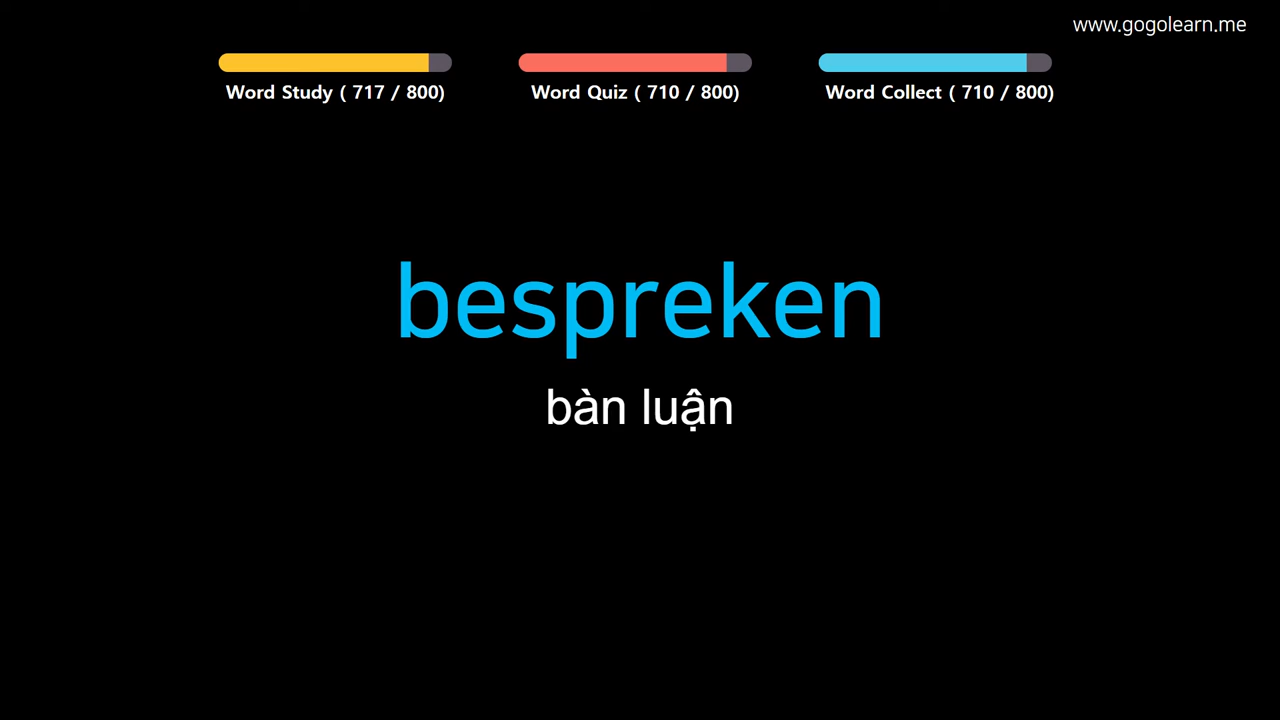 www.gogolearn.me
Word Study ( 717 / 800)
Word Quiz ( 710 / 800)
Word Collect ( 710 / 800)
bespreken
bàn luận